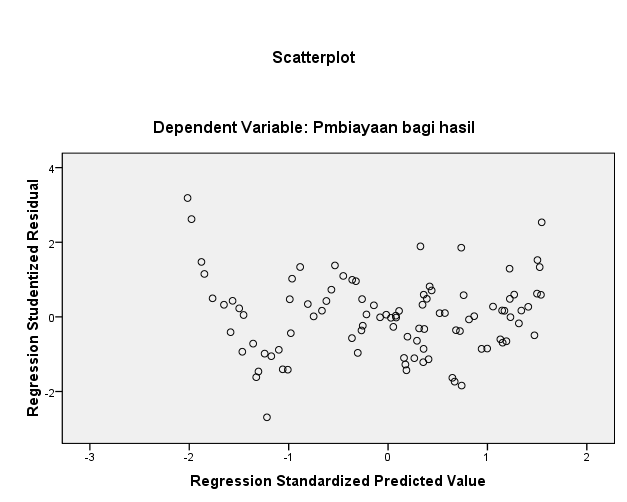 Scatterplot
Dependent Variable: Pmbiayaan bagi hasil
Regression Studentized Residual
4
2
0
-2
-3
-2
-1
0
1
2
Regression Standardized Predicted Value